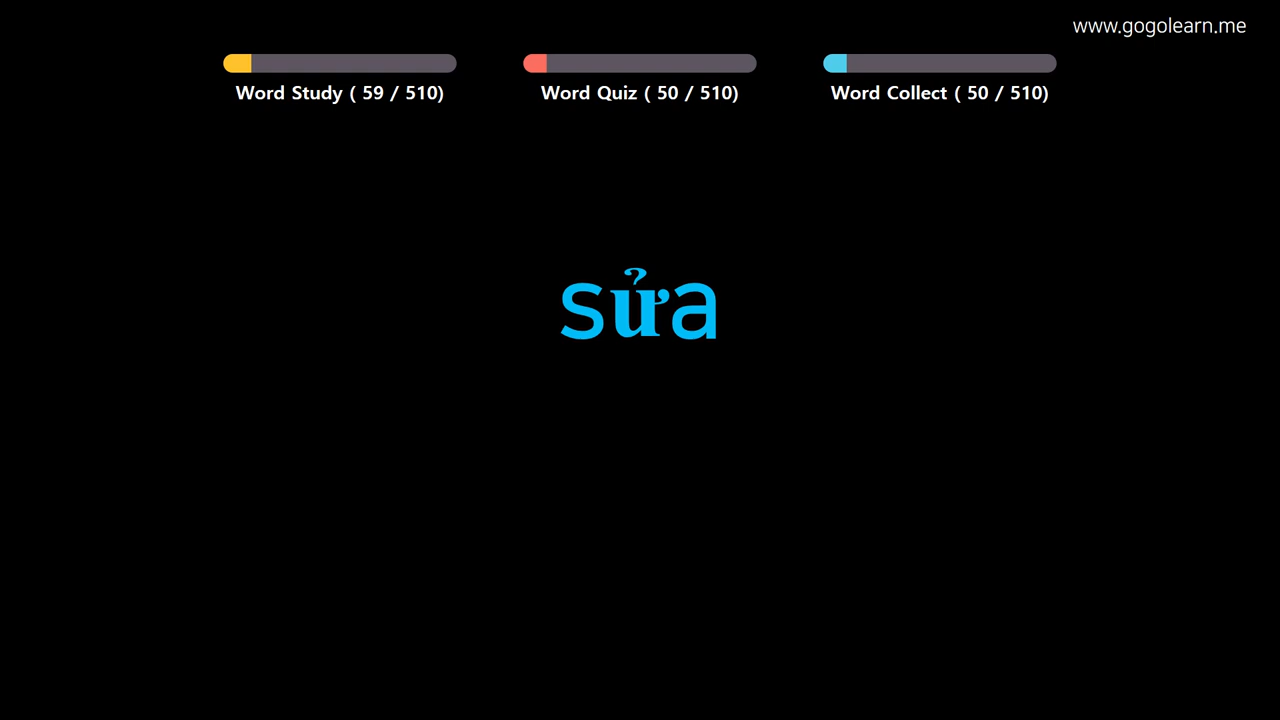 www.gogolearn.me
Word Study ( 59 / 510)
Word Quiz ( 50 / 510)
Word Collect ( 50 / 510)
sửa